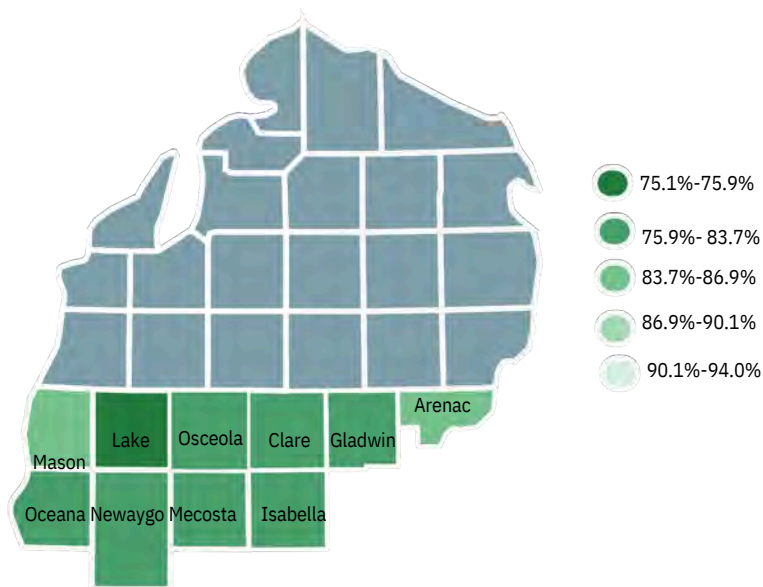 75.1%-75.9%
75.9%- 83.7%
83.7%-86.9%
86.9%-90.1%
90.1%-94.0%
Arenac
Lake
Osceola
Clare
Gladwin
Mason
Oceana
Newaygo
Mecosta
Isabella